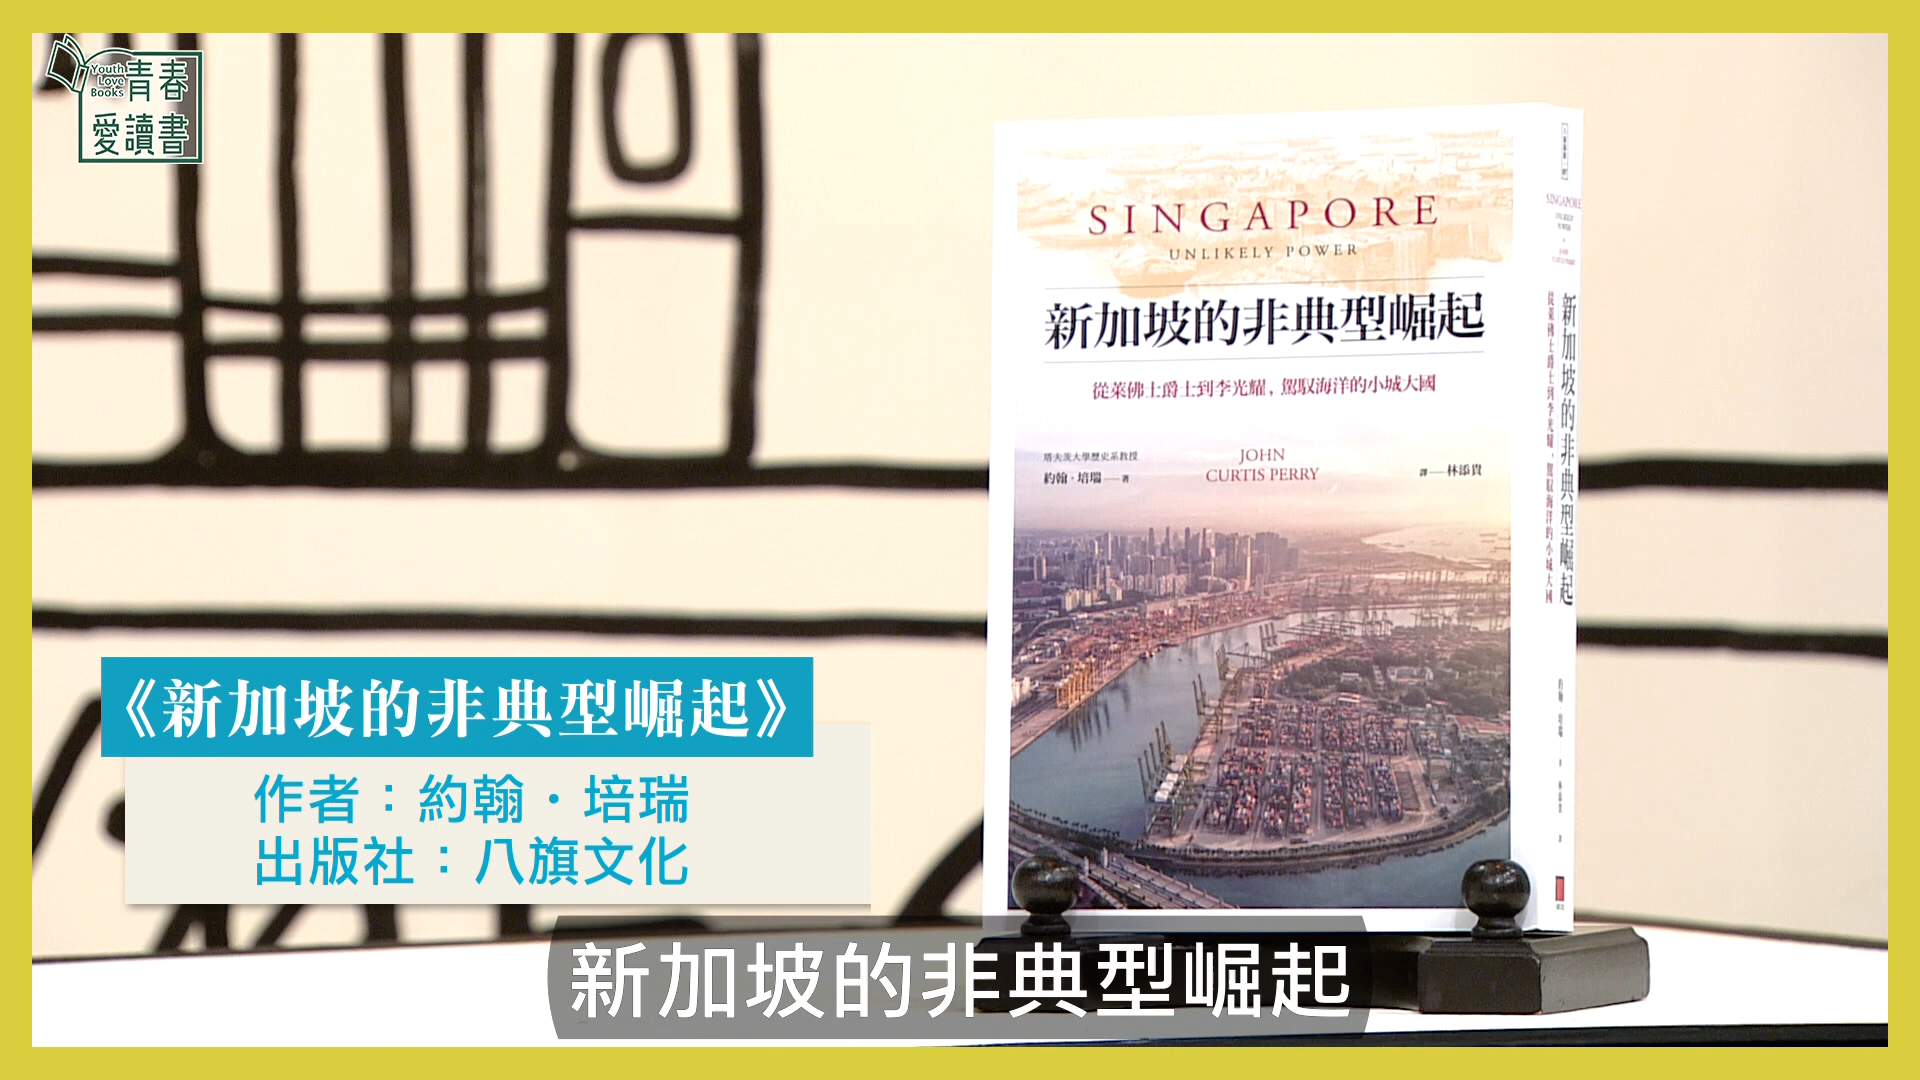 Youth
Love
Books
青春
愛讀書
SINGAPORE
UNLIKELY POWER
新加坡的非典型崛起
從萊佛士爵士到李光耀，駕馭海洋的小城大國
塔夫茨大學歷史系教授
約翰・培瑞——著
JOHN
CURTIS PERRY
譯——林添貴
SINGAPORE
新加坡的非典型崛起
從萊佛士爵士到李光耀，駕馭海洋的小城大國
《新加坡的非典型崛起》
作者：約翰・培瑞
出版社：八旗文化
新加坡的非典型崛起